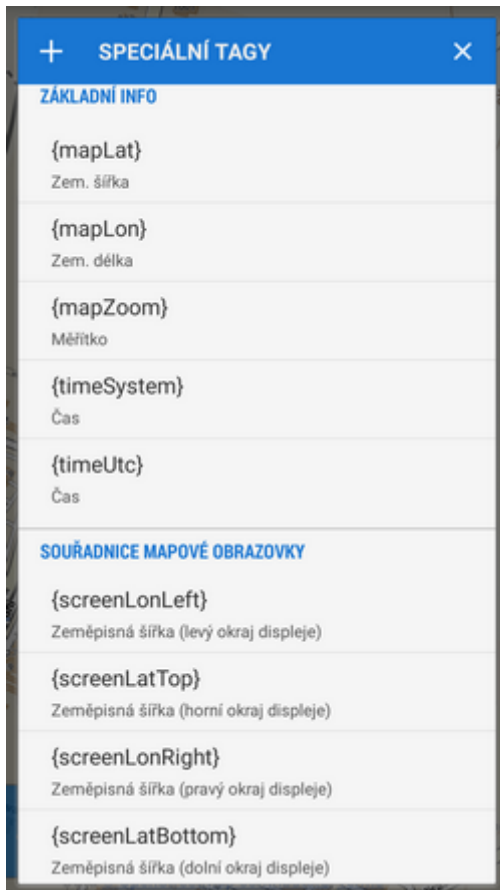 SPECIÁLNÍ TAGY
ZÁKLADNÍ INFO
{mapLat}
Zem. šířka
{mapLon}
Zem. délka
{mapZoom}
Měřítko
{timeSystem}
Čas
{timeUtc}
Čas
SOUŘADNICE MAPOVÉ OBRAZOVKY
{screenLonLeft}
Zeměpisná šířka (levý okraj displeje)
{screenLatTop}
Zeměpisná šířka (horní okraj displeje)
{screenLonRight}
Zeměpisná šířka (pravý okraj displeje)
{screenLatBottom}
Zeměpisná šířka (dolní okraj displeje)